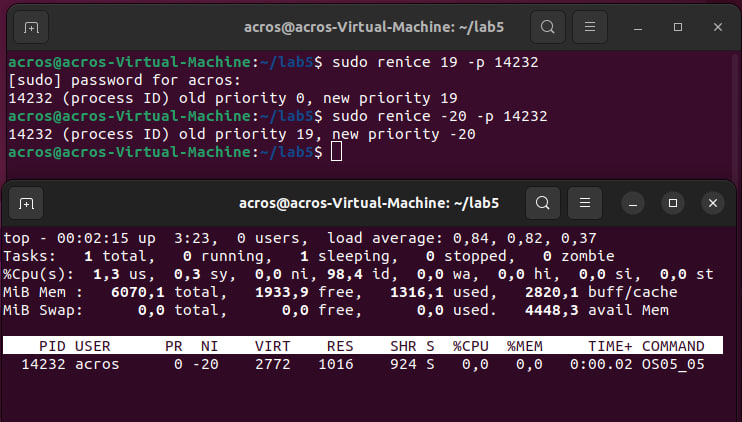 acros@acros-Virtual-Machine: ~/lab5
acros@acros-Virtual-Machine:~/lab5$ sudo renice 19 -p 14232
[sudo] password for acros:
14232 (process ID) old priority 0, new priority 19
acros@acros-Virtual-Machine:~/lab5$ sudo renice -20 -p 14232
14232 (process ID) old priority 19, new priority -20
acros@acros-Virtual-Machine:~/lab5$
acros@acros-Virtual-Machine: ~/lab5
top - 00:02:15 up  3:23,  0 users,  load average: 0,84, 0,82, 0,37
Tasks:   1 total,   0 running,   1 sleeping,   0 stopped,   0 zombie
%Cpu(s):  1,3 us,  0,3 sy,  0,0 ni, 98,4 id,  0,0 wa,  0,0 hi,  0,0 si,  0,0 st
MiB Mem :   6070,1 total,   1933,9 free,   1316,1 used,   2820,1 buff/cache
MiB Swap:      0,0 total,      0,0 free,      0,0 used.   4448,3 avail Mem
PID USER      PR  NI    VIRT    RES    SHR S  %CPU  %MEM     TIME+ COMMAND
14232 acros      0 -20    2772   1016    924 S   0,0   0,0   0:00.02 OS05_05